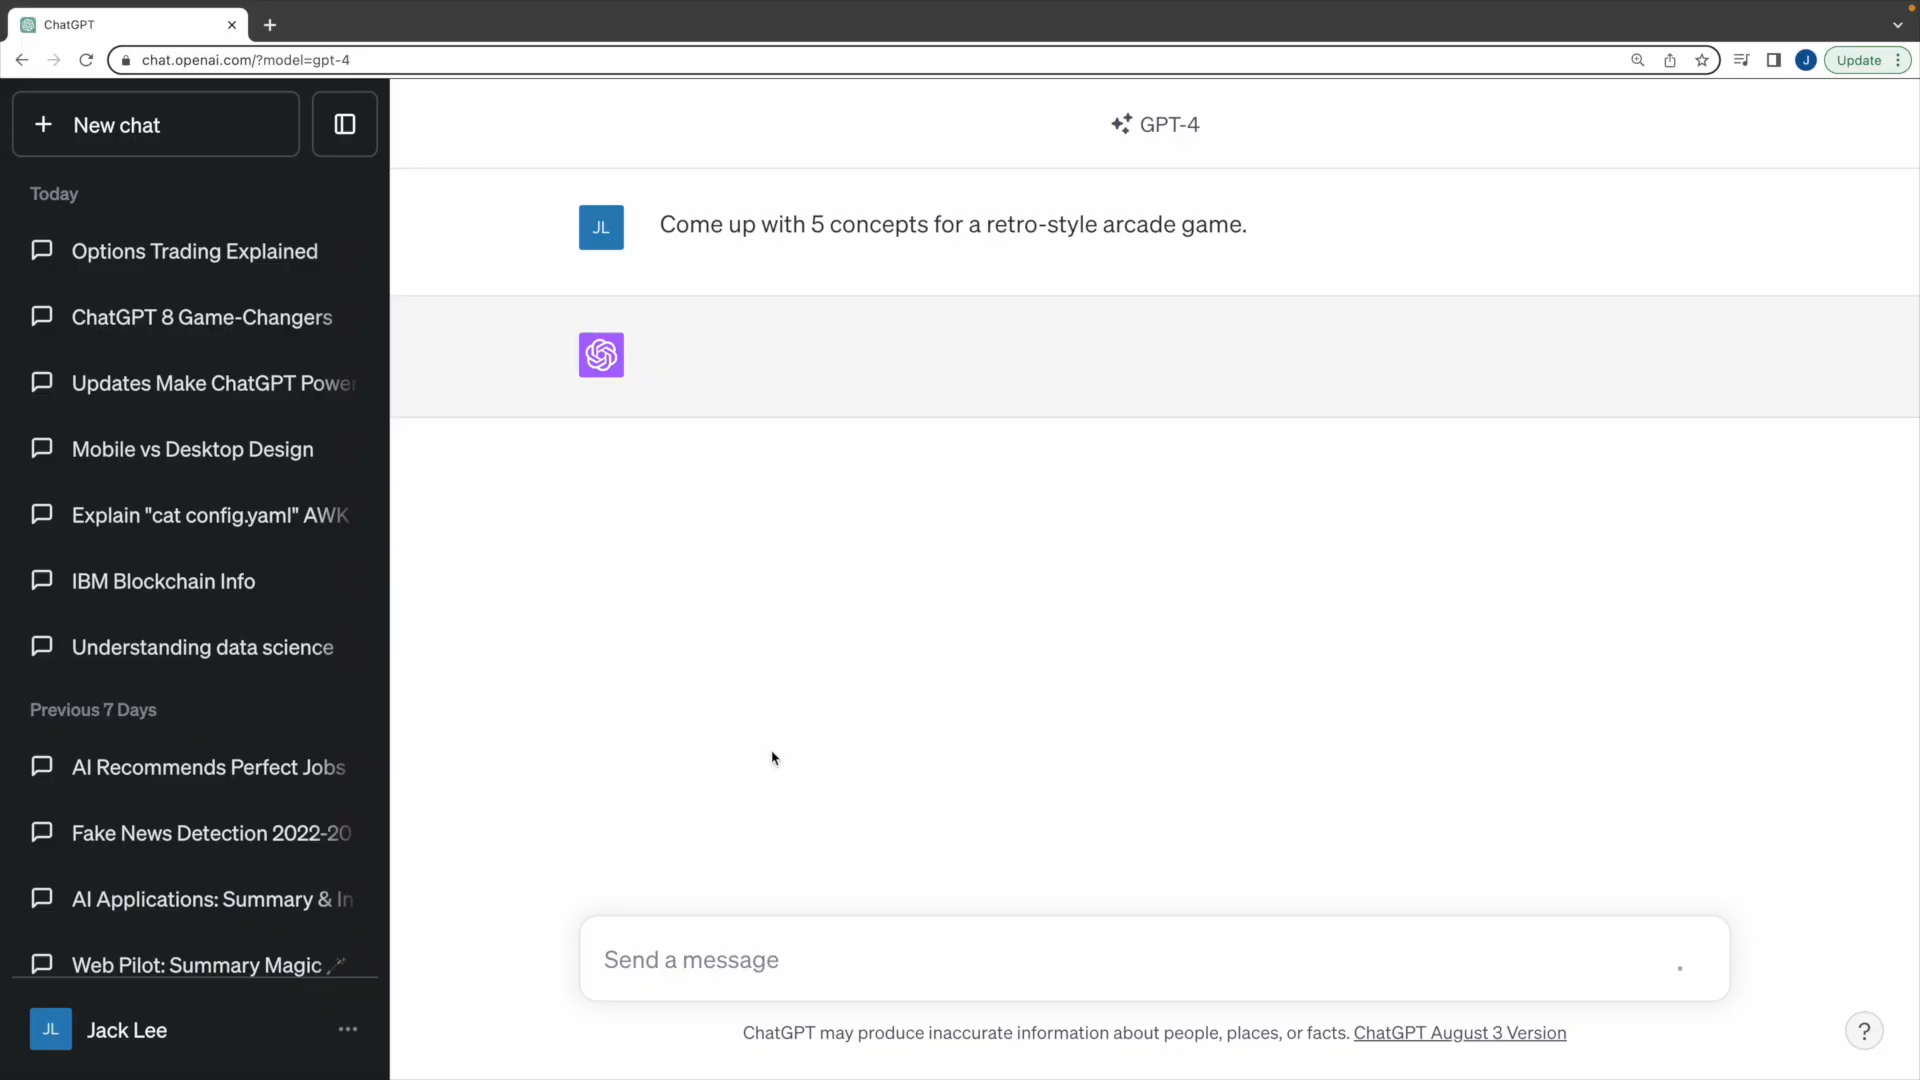 ChatGPT
chat.openai.com/?model=gpt-4
J
Update
New chat
GPT-4
Today
Options Trading Explained
ChatGPT 8 Game-Changers
Updates Make ChatGPT Power
Mobile vs Desktop Design
Explain "cat config.yaml" AWK
IBM Blockchain Info
Understanding data science
Previous 7 Days
AI Recommends Perfect Jobs
Fake News Detection 2022-20
AI Applications: Summary & In
Web Pilot: Summary Magic
JL
Jack Lee
JL
Come up with 5 concepts for a retro-style arcade game.
Send a message
ChatGPT may produce inaccurate information about people, places, or facts. ChatGPT August 3 Version
?